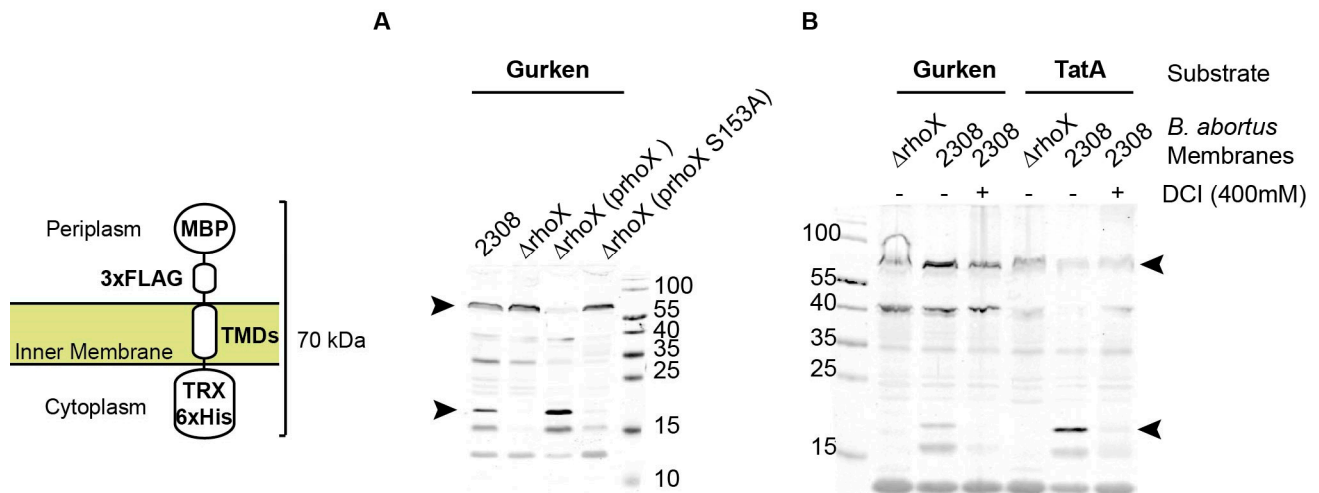 A
B
Gurken
2308
ΔrhoX
ΔrhoX (prhoX )
ΔrhoX (prhoX S153A)
100
55
40
35
25
15
10
Gurken
TatA
Substrate
ΔrhoX
2308
2308
ΔrhoX
2308
2308
B. abortus
Membranes
- - + - - +
DCI (400mM)
100
55
40
35
25
15
Periplasm
MBP
3xFLAG
TMDs
Inner Membrane
70 kDa
TRX
6xHis
Cytoplasm